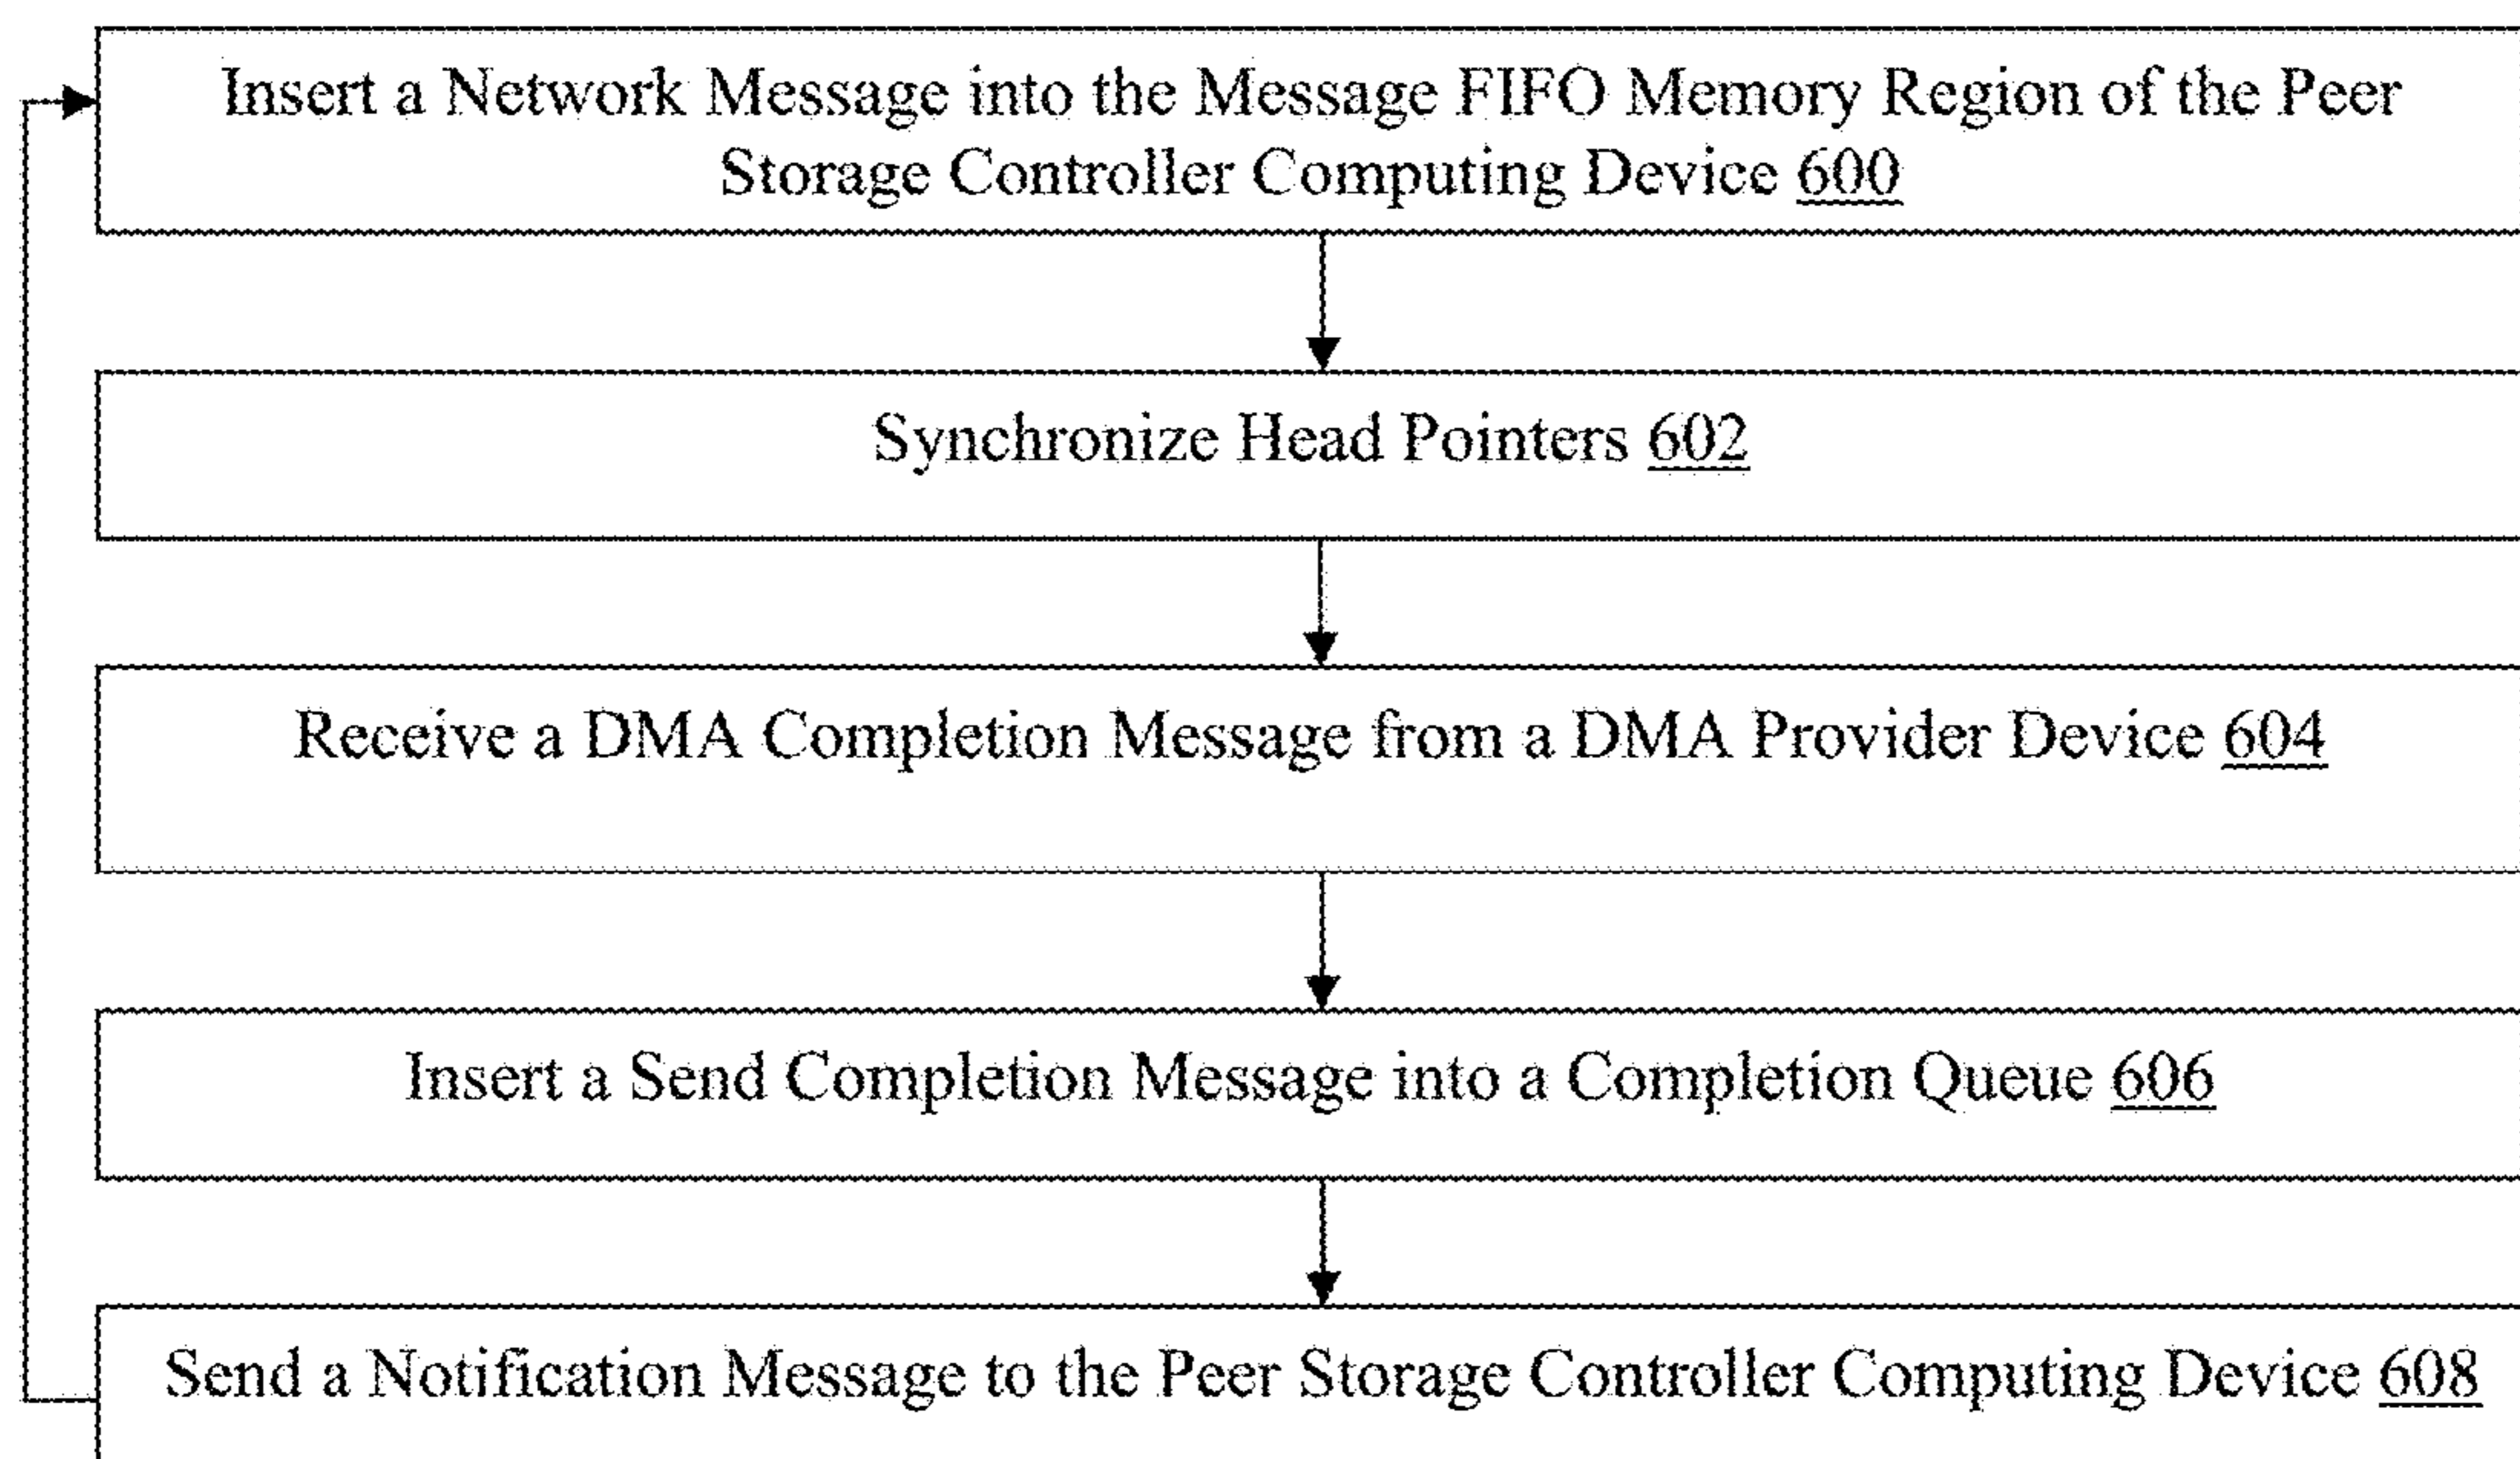 Insert a Network Message into the Message FIFO Memory Region of the Peer
Storage Controller Computing Device 600
Synchronize Head Pointers 602
Receive a DMA Completion Message from a DMA Provider Device 604
Insert a Send Completion Message into a Completion Queue 606
Send a Notification Message to the Peer Storage Controller Computing Device 608